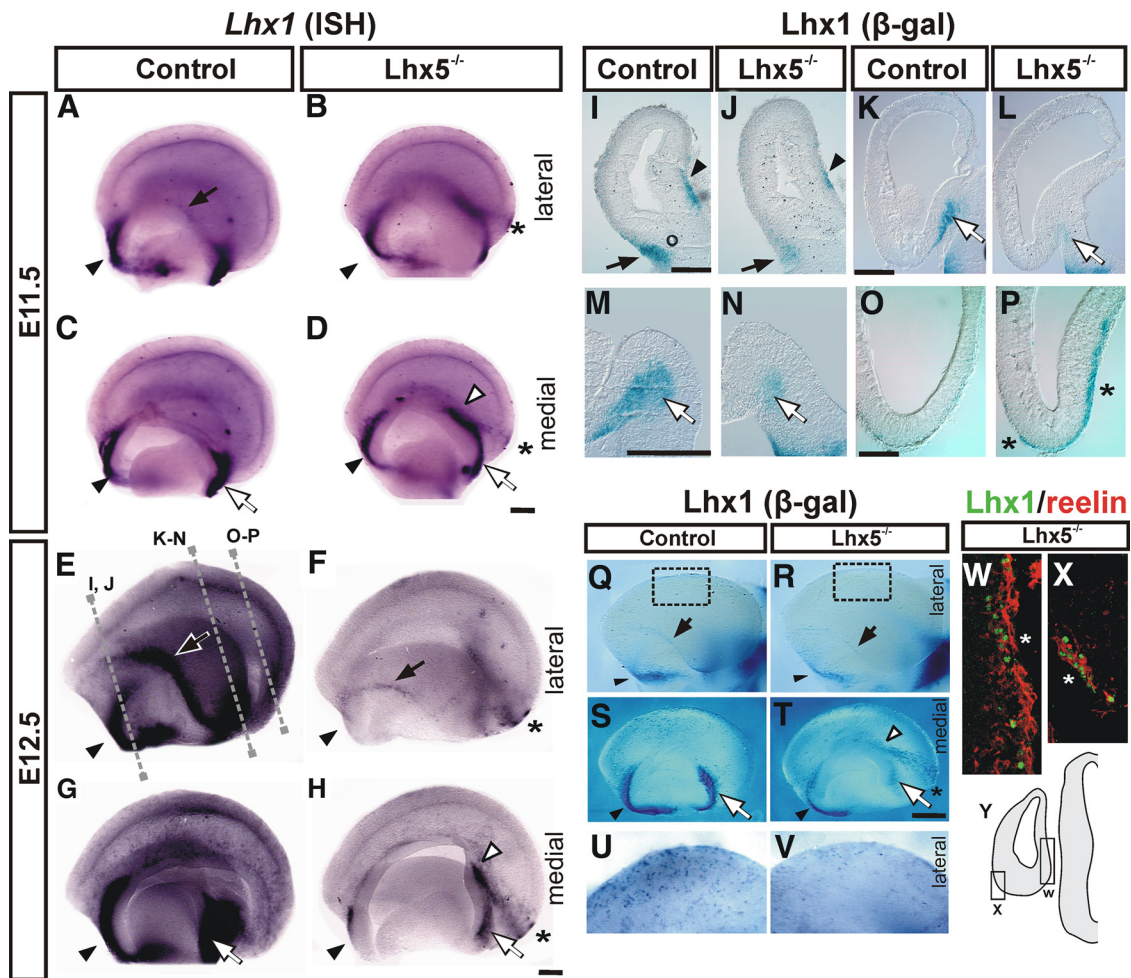 Lhx1 (ISH)
Control
Lhx5-/-
E11.5
A
B
lateral
*
C
D
medial
*
E12.5
E
I, J
K-N
O-P
F
lateral
*
G
H
medial
*
Lhx1 (β-gal)
Control
Lhx5-/-
Control
Lhx5-/-
I
J
K
L
o
M
N
O
P
*
*
Lhx1 (β-gal)
Control
Lhx5-/-
Q
R
lateral
S
T
medial
*
U
V
lateral
Lhx1/reelin
Lhx5-/-
W
X
*
*
Y
X
W